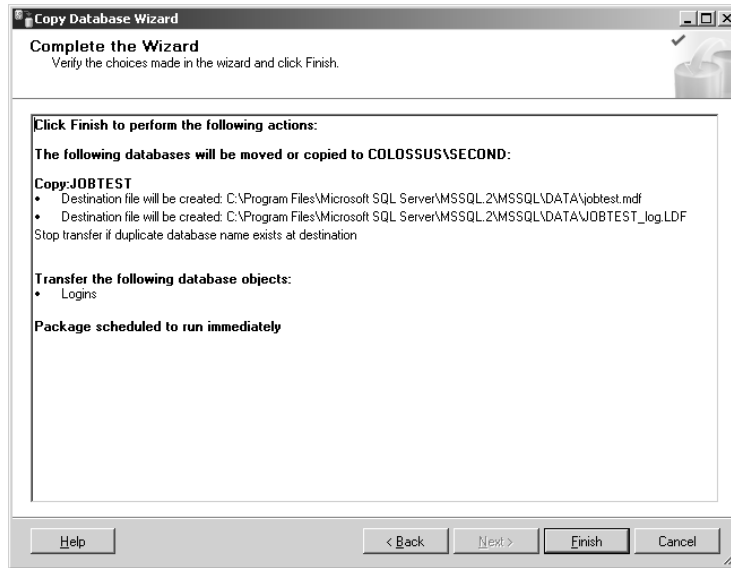 Copy Database Wizard
Complete the Wizard
Verify the choices made in the wizard and click Finish.
Click Finish to perform the following actions:
The following databases will be moved or copied to COLOSSUS\SECOND:
Copy:JOBTEST
• Destination file will be created: C:\Program Files\Microsoft SQL Server\MSSQL.2\MSSQL\DATA\jobtest.mdf
• Destination file will be created: C:\Program Files\Microsoft SQL Server\MSSQL.2\MSSQL\DATA\JOBTEST_log.LDF
Stop transfer if duplicate database name exists at destination
Transfer the following database objects:
• Logins
Package scheduled to run immediately
Help < Back Next > Finish Cancel